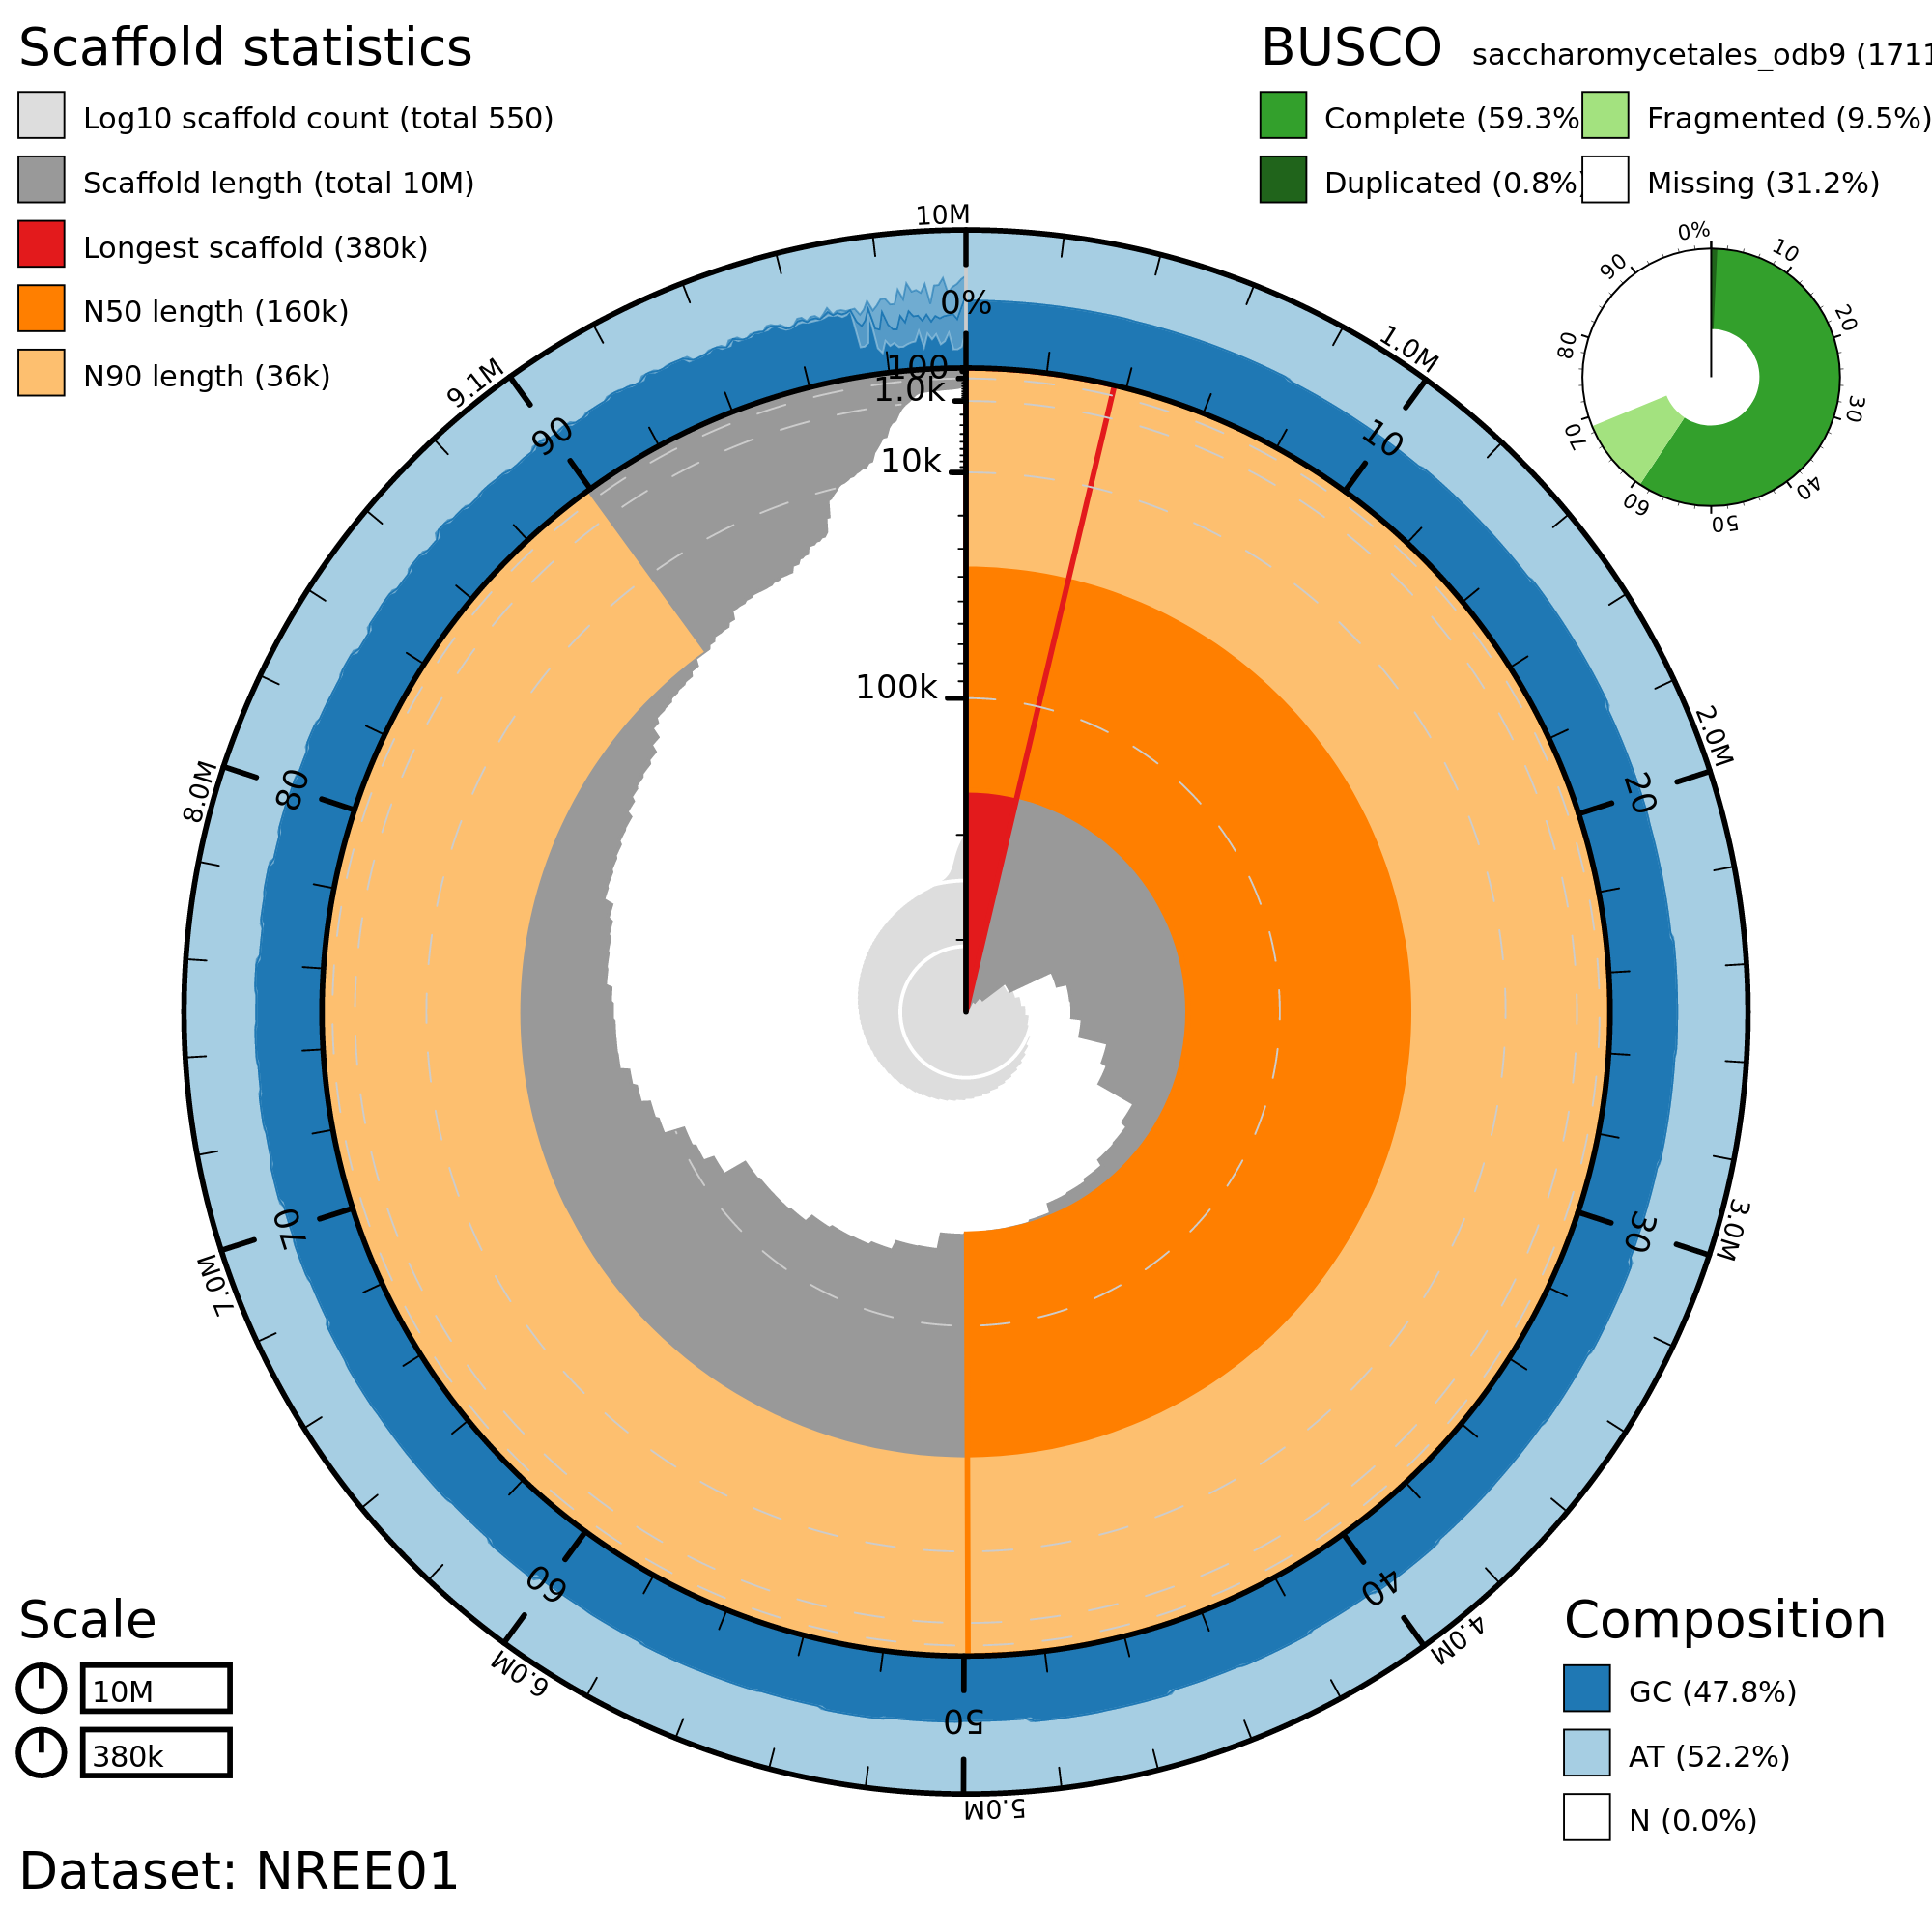 Scaffold statistics
Log10 scaffold count (total 550)
Scaffold length (total 10M)
Longest scaffold (380k)
N50 length (160k)
N90 length (36k)
BUSCO saccharomycetales_odb9 (1711
Complete (59.3%
Fragmented (9.5%)
Duplicated (0.8%)
Missing (31.2%)
0%
10
20
30
40
50
60
70
80
90
10M
1.0M
2.0M
3.0M
4.0M
5.0M
6.0M
7.0M
8.0M
9.1M
0%
10
20
30
40
50
60
70
80
90
100
1.0k
10k
100k
Scale
10M
380k
Composition
GC (47.8%)
AT (52.2%)
N (0.0%)
Dataset: NREE01